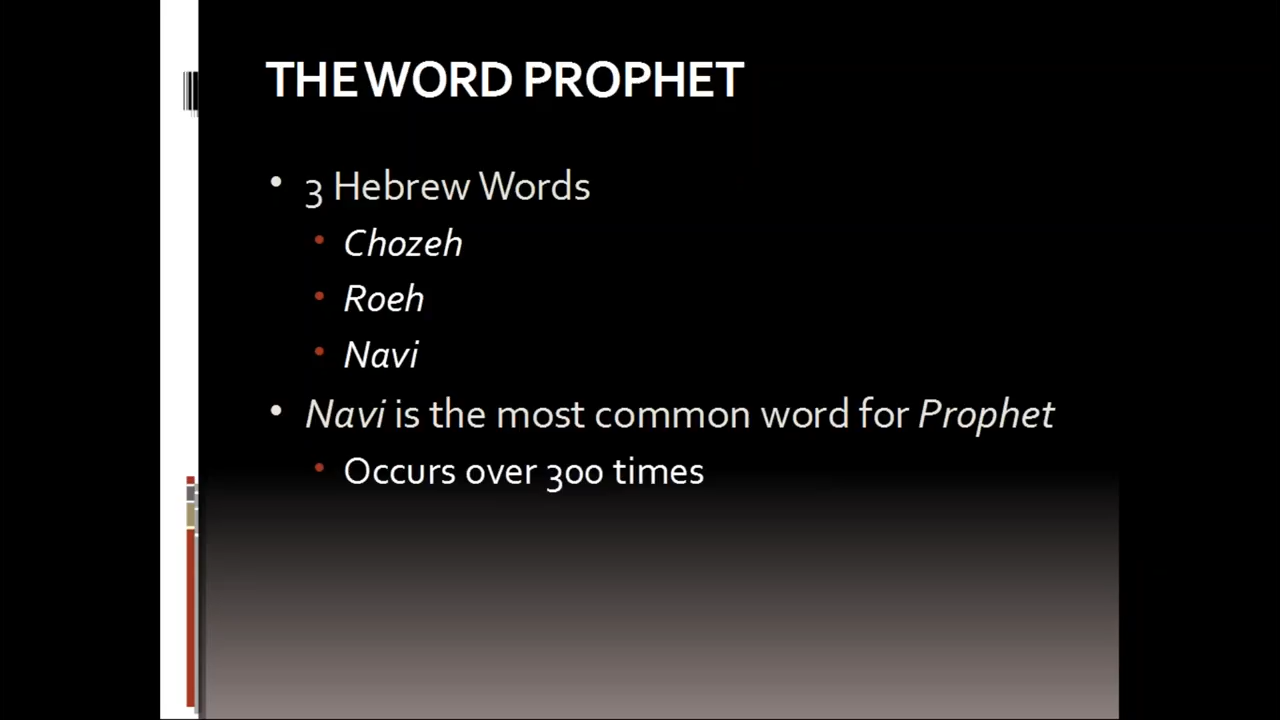 THE WORD PROPHET
• 3 Hebrew Words
• Chozeh
• Roeh
• Navi
• Navi is the most common word for Prophet
• Occurs over 300 times